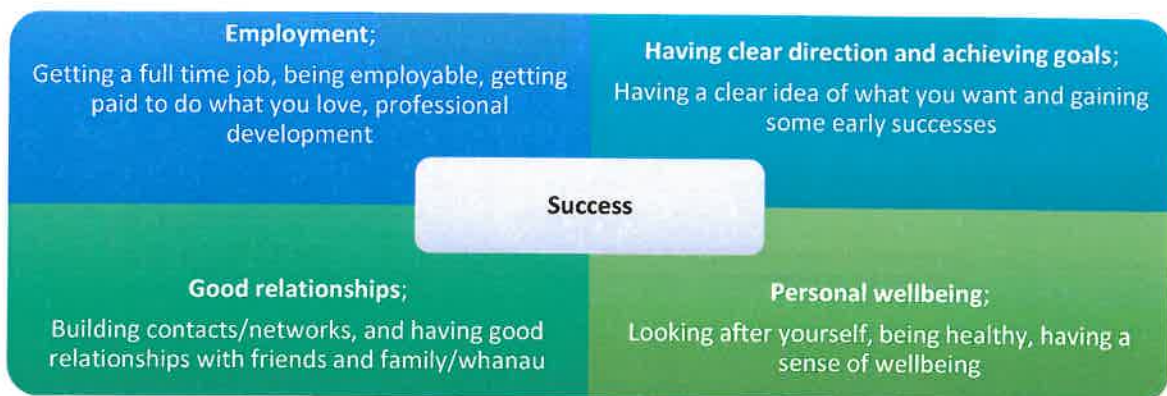 Employment;
Getting a full time job, being employable, getting
paid to do what you love, professional
development
Having clear direction and achieving goals;
Having a clear idea of what you want and gaining
some early successes
Success
Good relationships;
Building contacts/networks, and having good
relationships with friends and family/whanau
Personal wellbeing;
Looking after yourself, being healthy, having a
sense of wellbeing